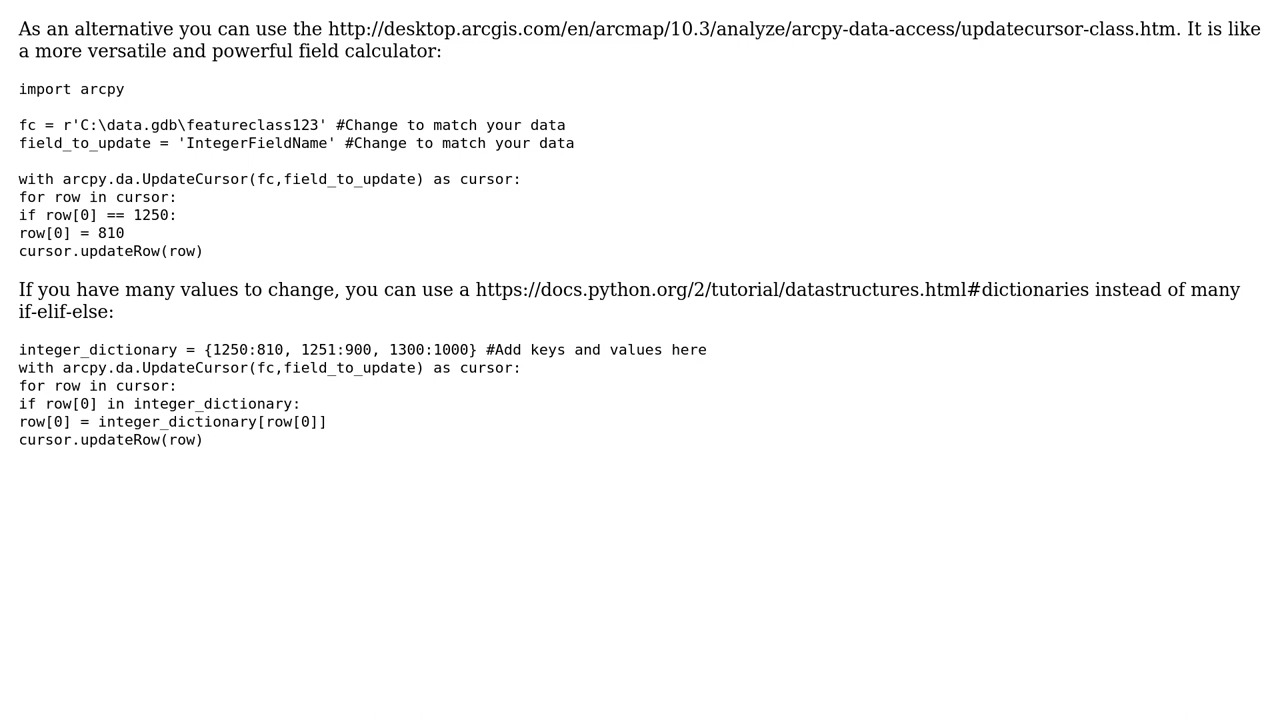 As an alternative you can use the http://desktop.arcgis.com/en/arcmap/10.3/analyze/arcpy-data-access/updatecursor-class.htm. It is like
a more versatile and powerful field calculator:
import arcpy
fc = r'C:\data.gdb\featureclass123' #Change to match your data
field_to_update = 'IntegerFieldName' #Change to match your data
with arcpy.da.UpdateCursor(fc,field_to_update) as cursor:
for row in cursor:
if row[0] == 1250:
row[0] = 810
cursor.updateRow(row)
If you have many values to change, you can use a https://docs.python.org/2/tutorial/datastructures.html#dictionaries instead of many
if-elif-else:
integer_dictionary = {1250:810, 1251:900, 1300:1000} #Add keys and values here
with arcpy.da.UpdateCursor(fc,field_to_update) as cursor:
for row in cursor:
if row[0] in integer_dictionary:
row[0] = integer_dictionary[row[0]]
cursor.updateRow(row)